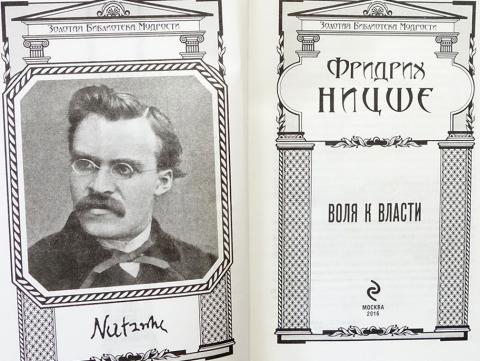 Золотая Библиотека Мудрости
Nietzsche
Золотая Библиотека Мудрости
Фридрих
НИЦШЕ
ВОЛЯ К ВЛАСТИ
МОСКВА
2016